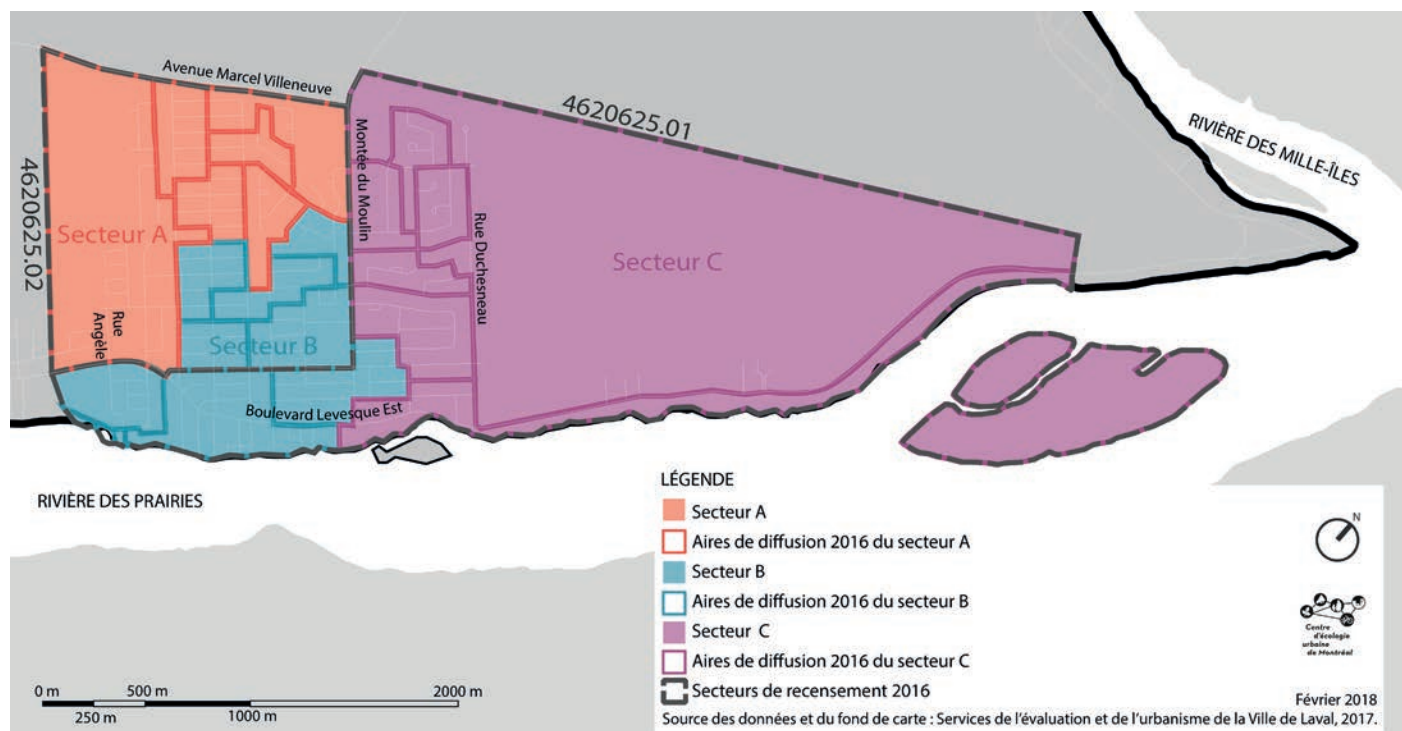 Avenue Marcel Villeneuve
4620625.01
RIVIÈRE DES MILLE-ÎLES
4620625.02
Montée du Moulin
Secteur A
Rue Duchesneau
Secteur C
Rue
Angèle
Secteur B
Boulevard Levesque Est
RIVIÈRE DES PRAIRIES
LÉGENDE
Secteur A
Aires de diffusion 2016 du secteur A
Secteur B
Aires de diffusion 2016 du secteur B
Secteur C
Aires de diffusion 2016 du secteur C
Secteurs de recensement 2016
N
Centre
d'écologie
urbaine
de Montréal
0 m 500 m 2000 m
250 m 1000 m
Février 2018
Source des données et du fond de carte : Services de l'évaluation et de l'urbanisme de la Ville de Laval, 2017.